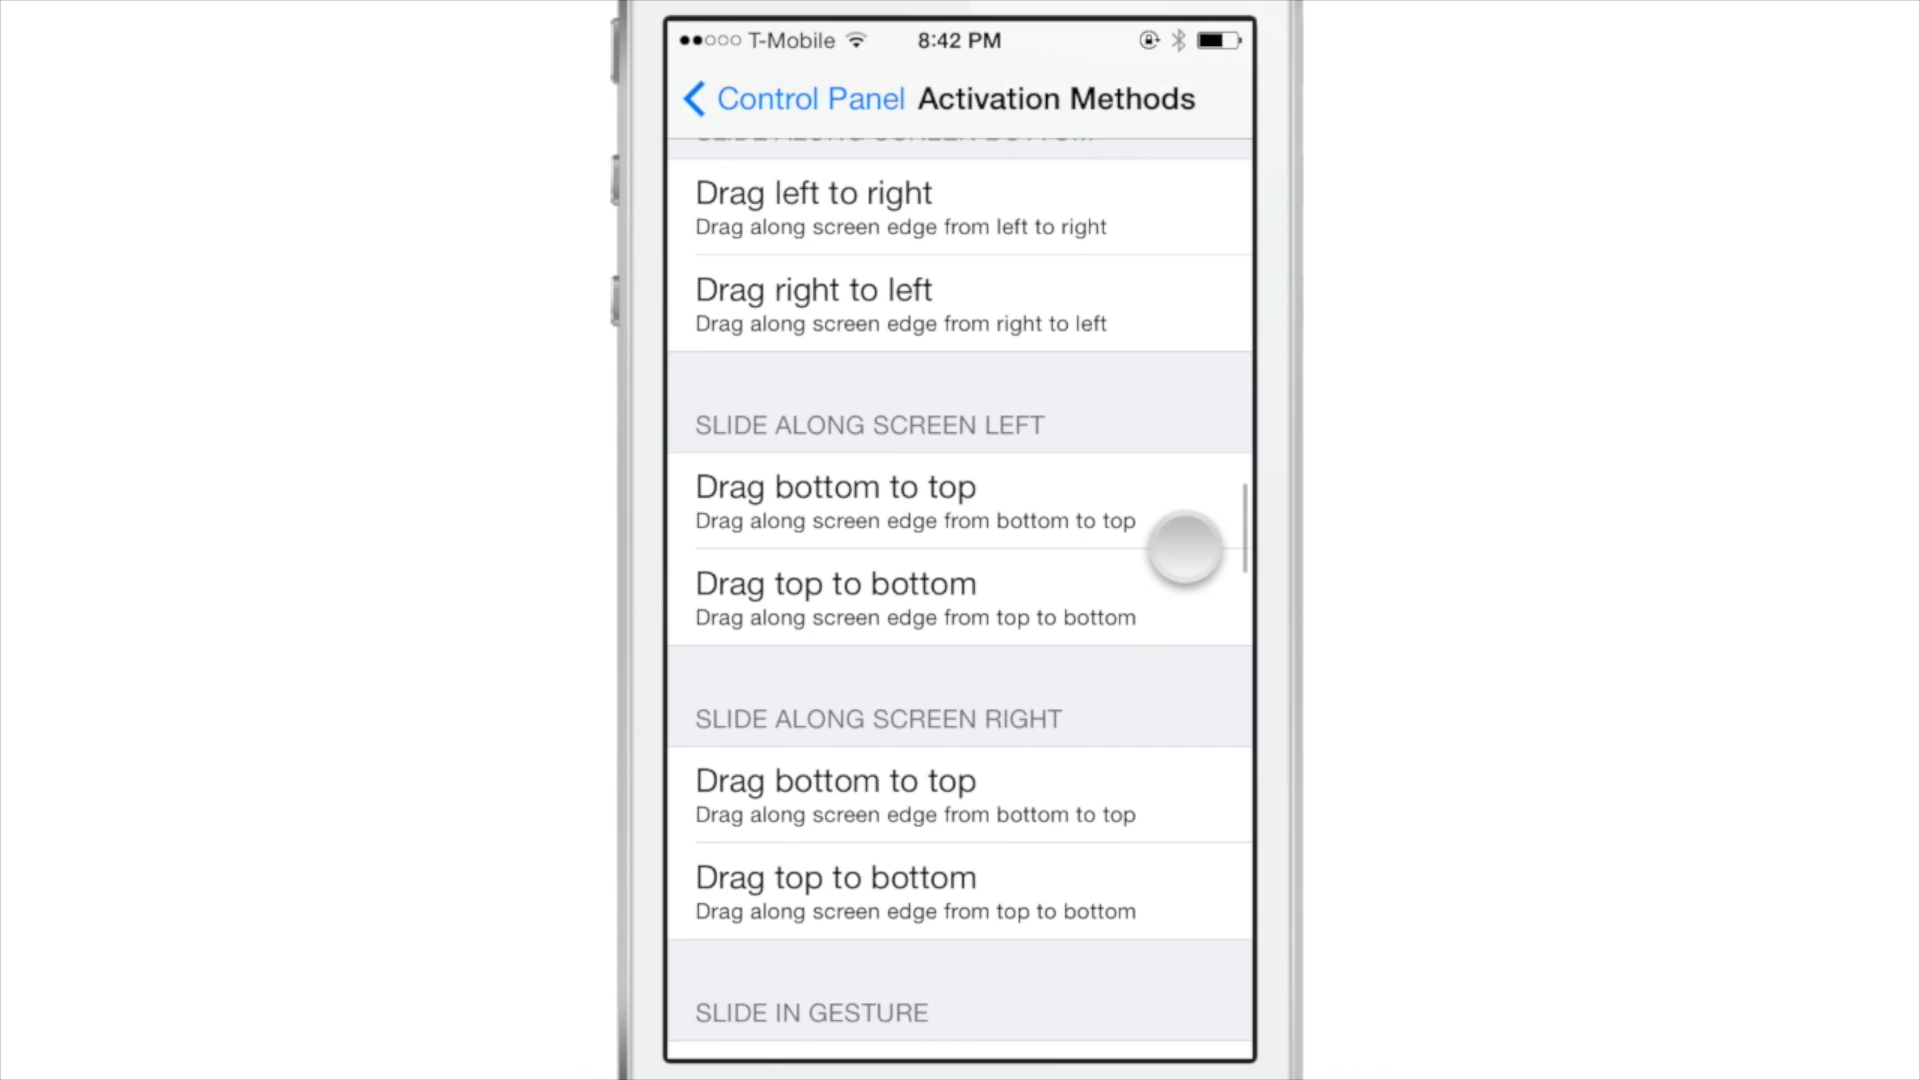 T-Mobile 8:42 PM
Control Panel Activation Methods
SLIDE ALONG SCREEN BOTTOM
Drag left to right
Drag along screen edge from left to right
Drag right to left
Drag along screen edge from right to left
SLIDE ALONG SCREEN LEFT
Drag bottom to top
Drag along screen edge from bottom to top
Drag top to bottom
Drag along screen edge from top to bottom
SLIDE ALONG SCREEN RIGHT
Drag bottom to top
Drag along screen edge from bottom to top
Drag top to bottom
Drag along screen edge from top to bottom
SLIDE IN GESTURE